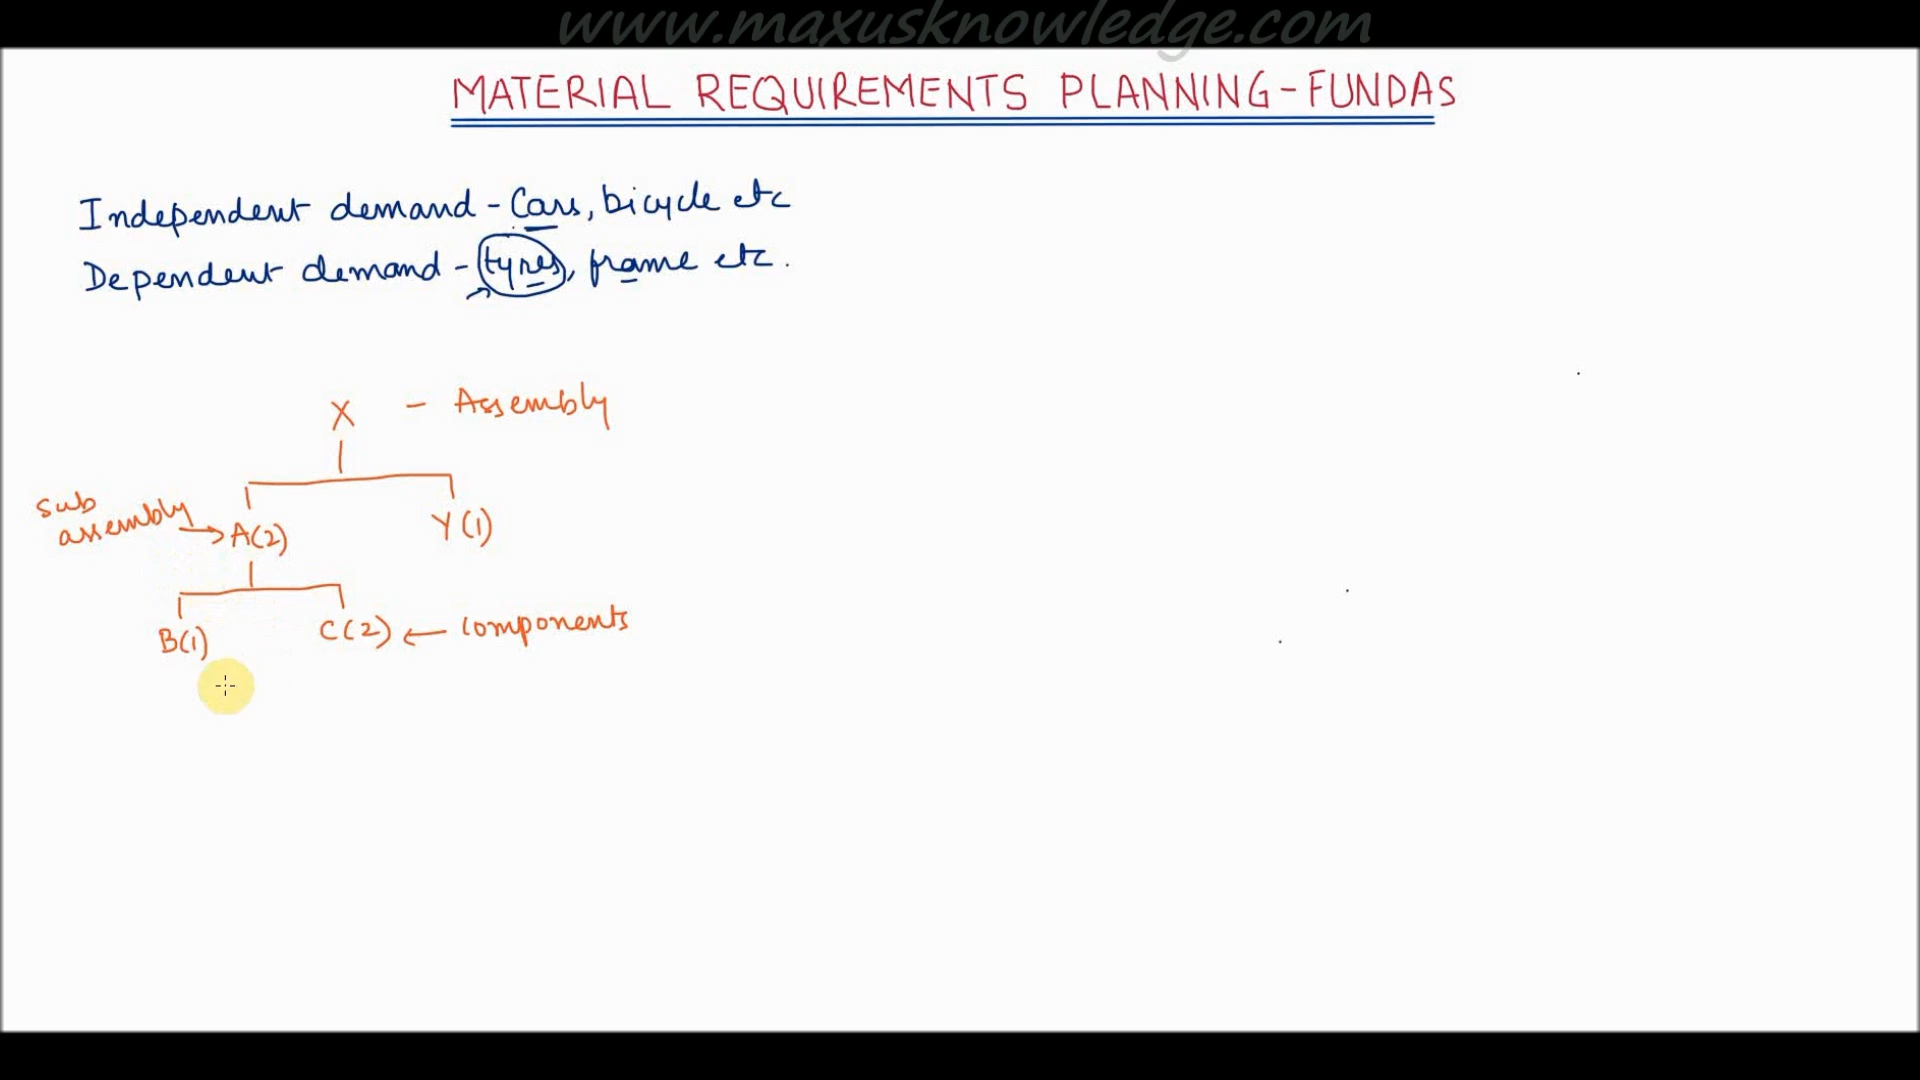 www.maxusknowledge.com
MATERIAL REQUIREMENTS PLANNING-FUNDAS
Independent demand - Cars, bicycle etc
Dependent demand - tyres, frame etc.
X - Assembly
sub
assembly → A(2) Y(1)
B(1) C(2) ← components